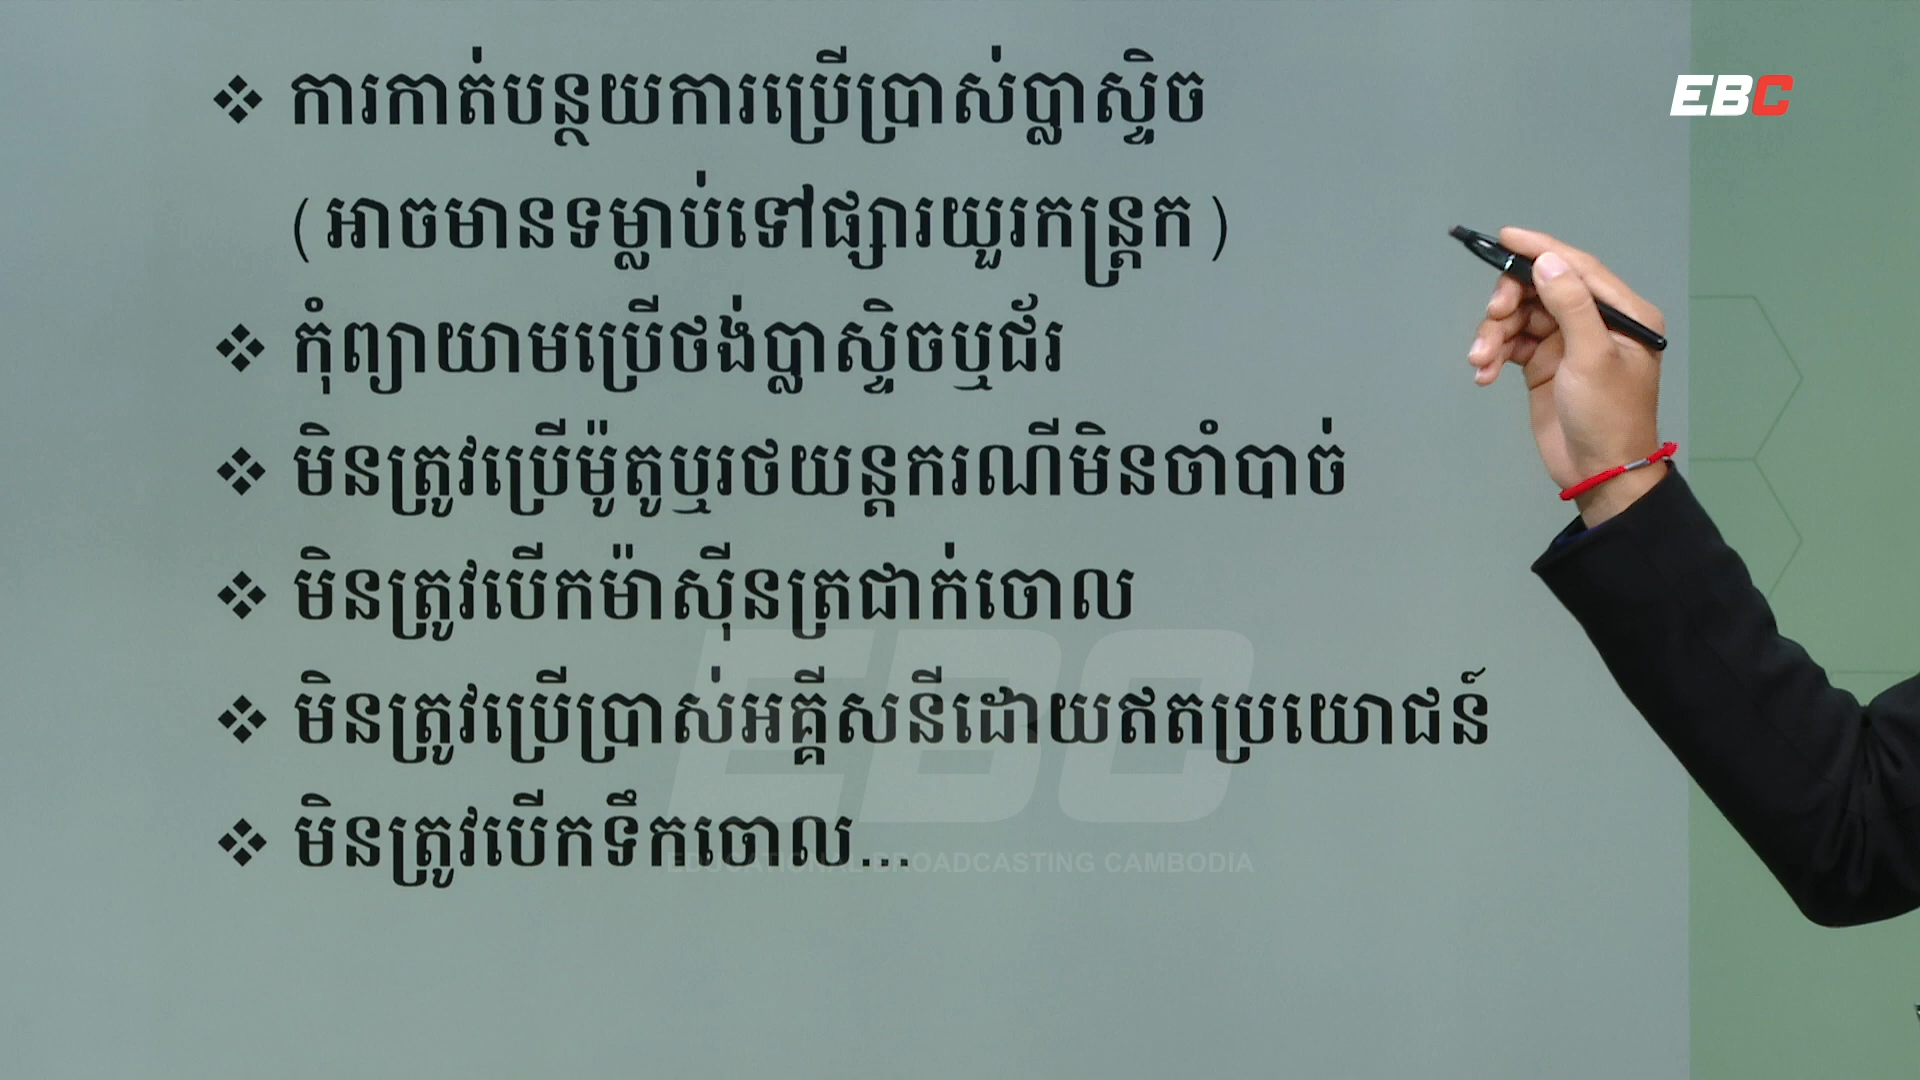 ❖ ការកាត់បន្ថយការប្រើប្រាស់ប្លាស្ទិច
EBC
(អាចមានទម្លាប់ទៅផ្សារយួរកន្ត្រក)
❖ កុំព្យាយាមប្រើថង់ប្លាស្ទិចឬជ័រ
❖ មិនត្រូវប្រើម៉ូតូឬរថយន្តករណីមិនចាំបាច់
❖ មិនត្រូវបើកម៉ាស៊ីនត្រជាក់ចោល
❖ មិនត្រូវប្រើប្រាស់អគ្គីសនីដោយឥតប្រយោជន៍
❖ មិនត្រូវបើកទឹកចោល...
EBC
EDUCATIONAL BROADCASTING CAMBODIA